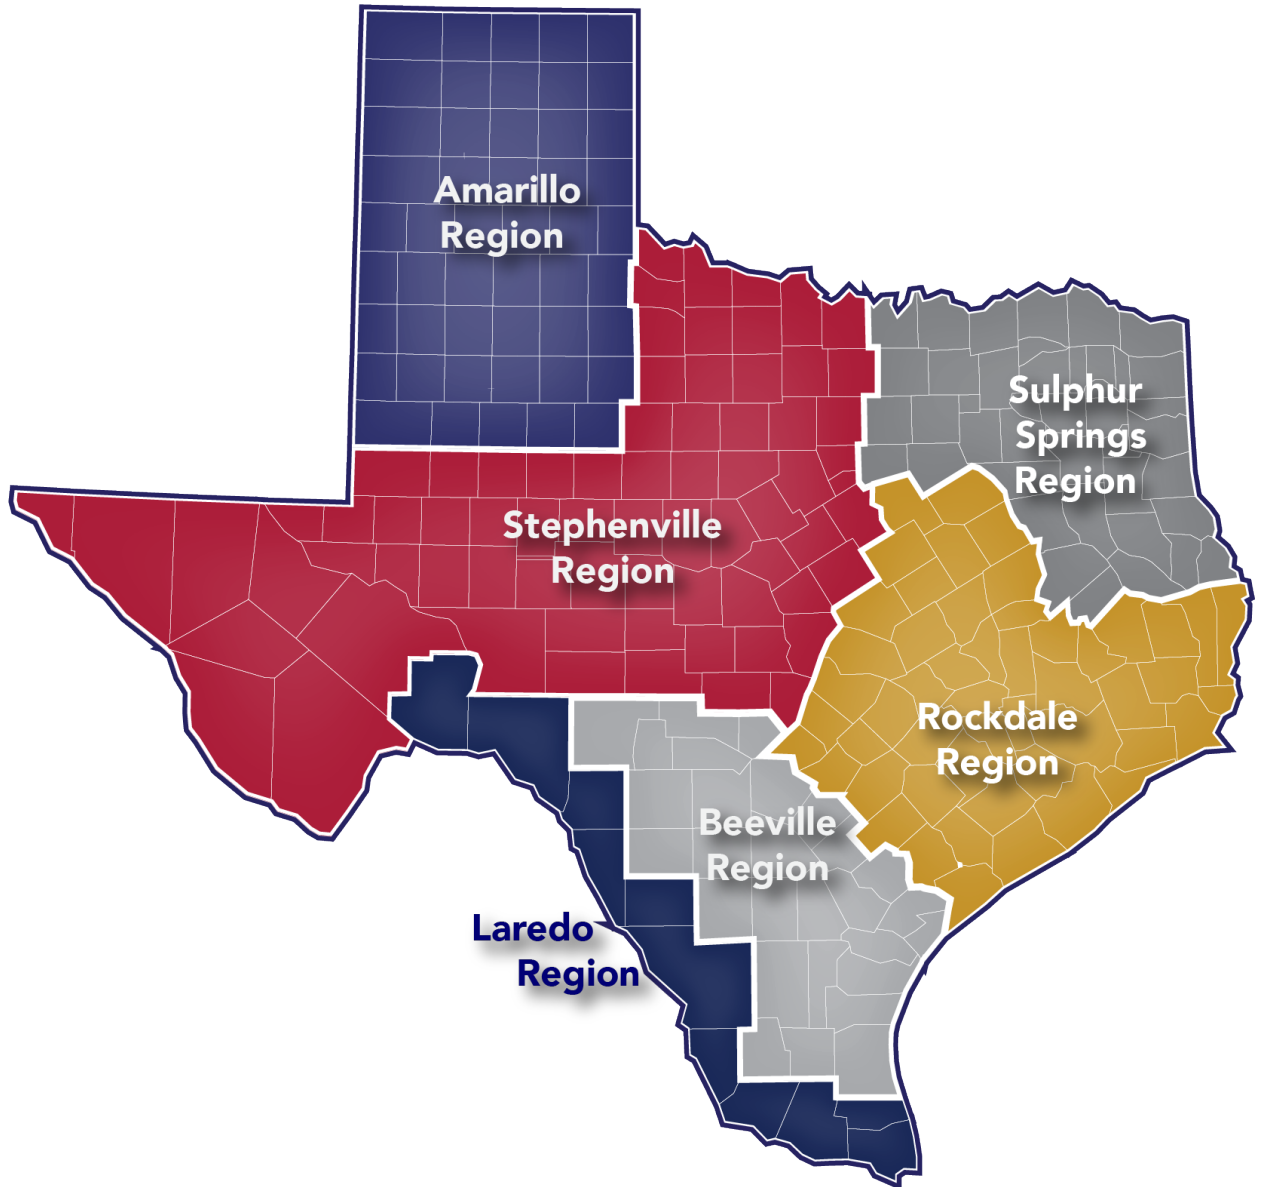 Amarillo
Region
Sulphur
Springs
Region
Stephenville
Region
Rockdale
Region
Beeville
Region
Laredo
Region